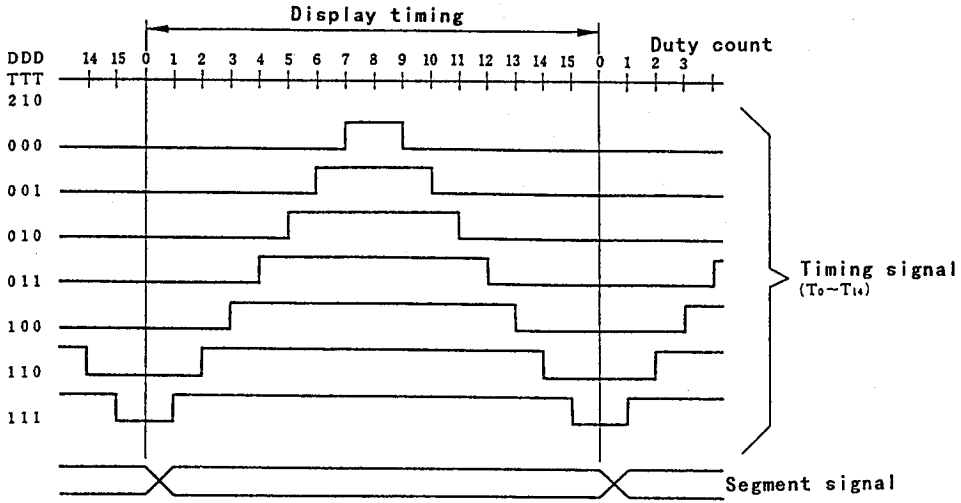 Display timing
Duty count
DDD 14 15 0 1 2 3 4 5 6 7 8 9 10 11 12 13 14 15 0 1 2 3
TTT
210
000
001
010
011
Timing signal
(T₀~T₁₄)
100
110
111
Segment signal